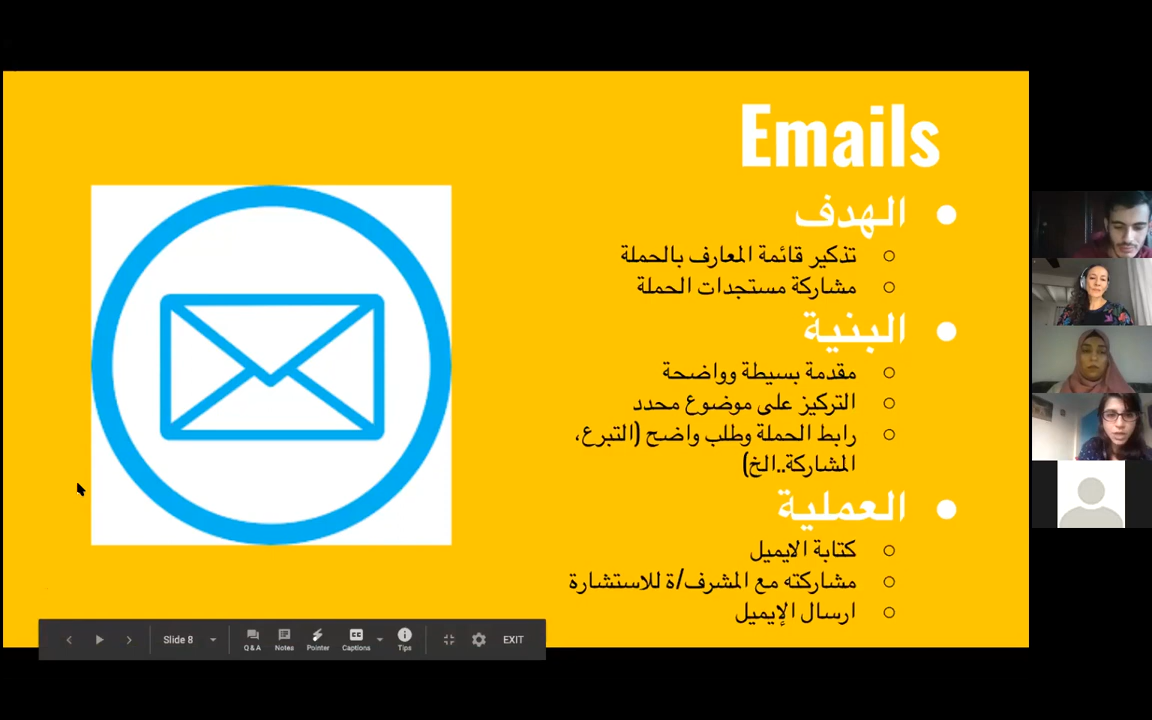 Emails
الهدف
تذكير قائمة المعارف بالحملة
مشاركة مستجدات الحملة
البنية
مقدمة بسيطة وواضحة
التركيز على موضوع محدد
رابط الحملة وطلب واضح (التبرع،
المشاركة..الخ)
العملية
كتابة الايميل
مشاركته مع المشرف/ة للاستشارة
ارسال الإيميل
Slide 8
Q&A
Notes
Pointer
Captions
Tips
EXIT
CC